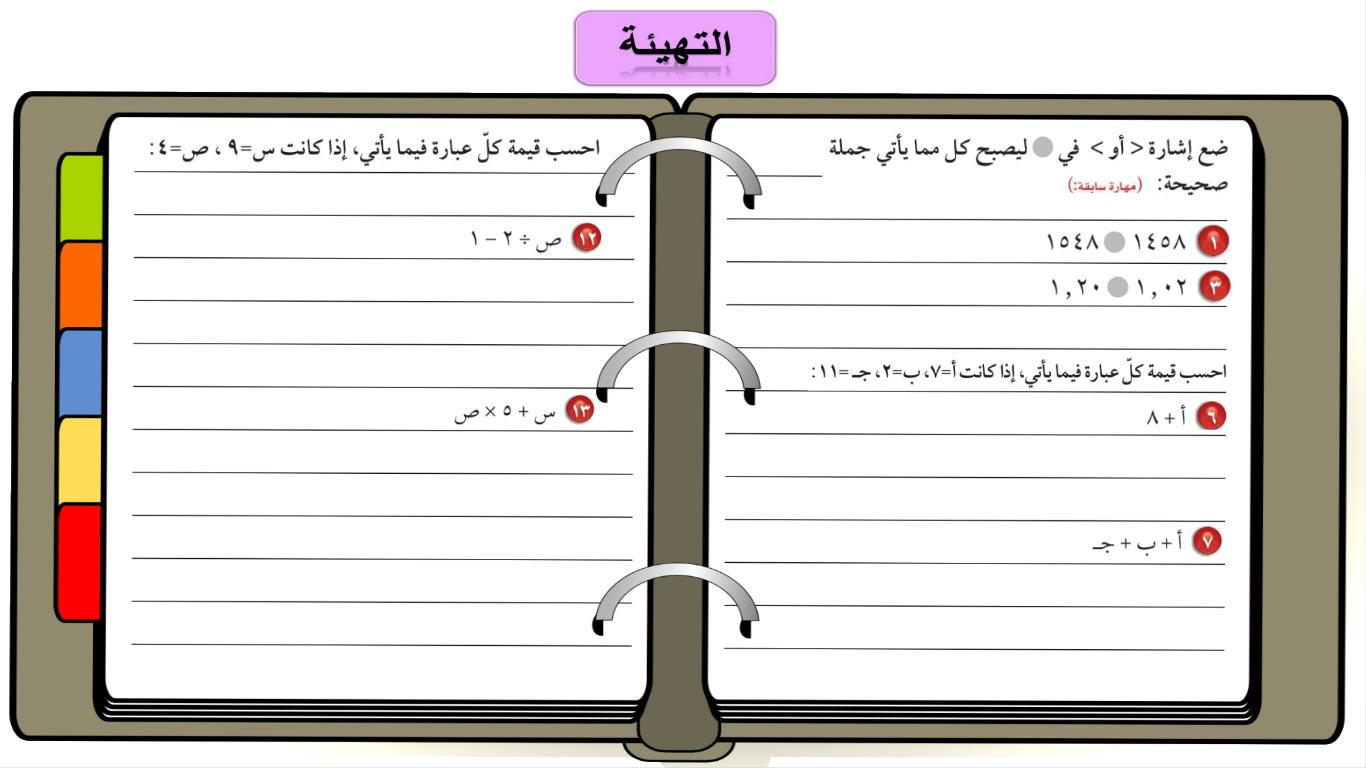 التهيئة
ضع إشارة < أو > في ليصبح كل مما يأتي جملة
صحيحة: (مهارة سابقة:)
١ ١٤٥٨ ١٥٤٨
٣ ١,٠٢ ١,٢٠
احسب قيمة كلّ عبارة فيما يأتي، إذا كانت أ=٧، ب=٢، جـ =١١:
٦ أ + ٨
٧ أ + ب + جـ
احسب قيمة كلّ عبارة فيما يأتي، إذا كانت س=٩ ، ص=٤:
١٢ ص ÷ ٢ – ١
١٣ س + ٥ × ص